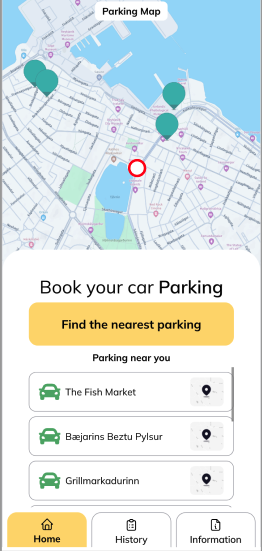 Parking Map
Book your car Parking
Find the nearest parking
Parking near you
The Fish Market
Bæjarins Beztu Pylsur
Grillmarkadurinn
Home
History
Information